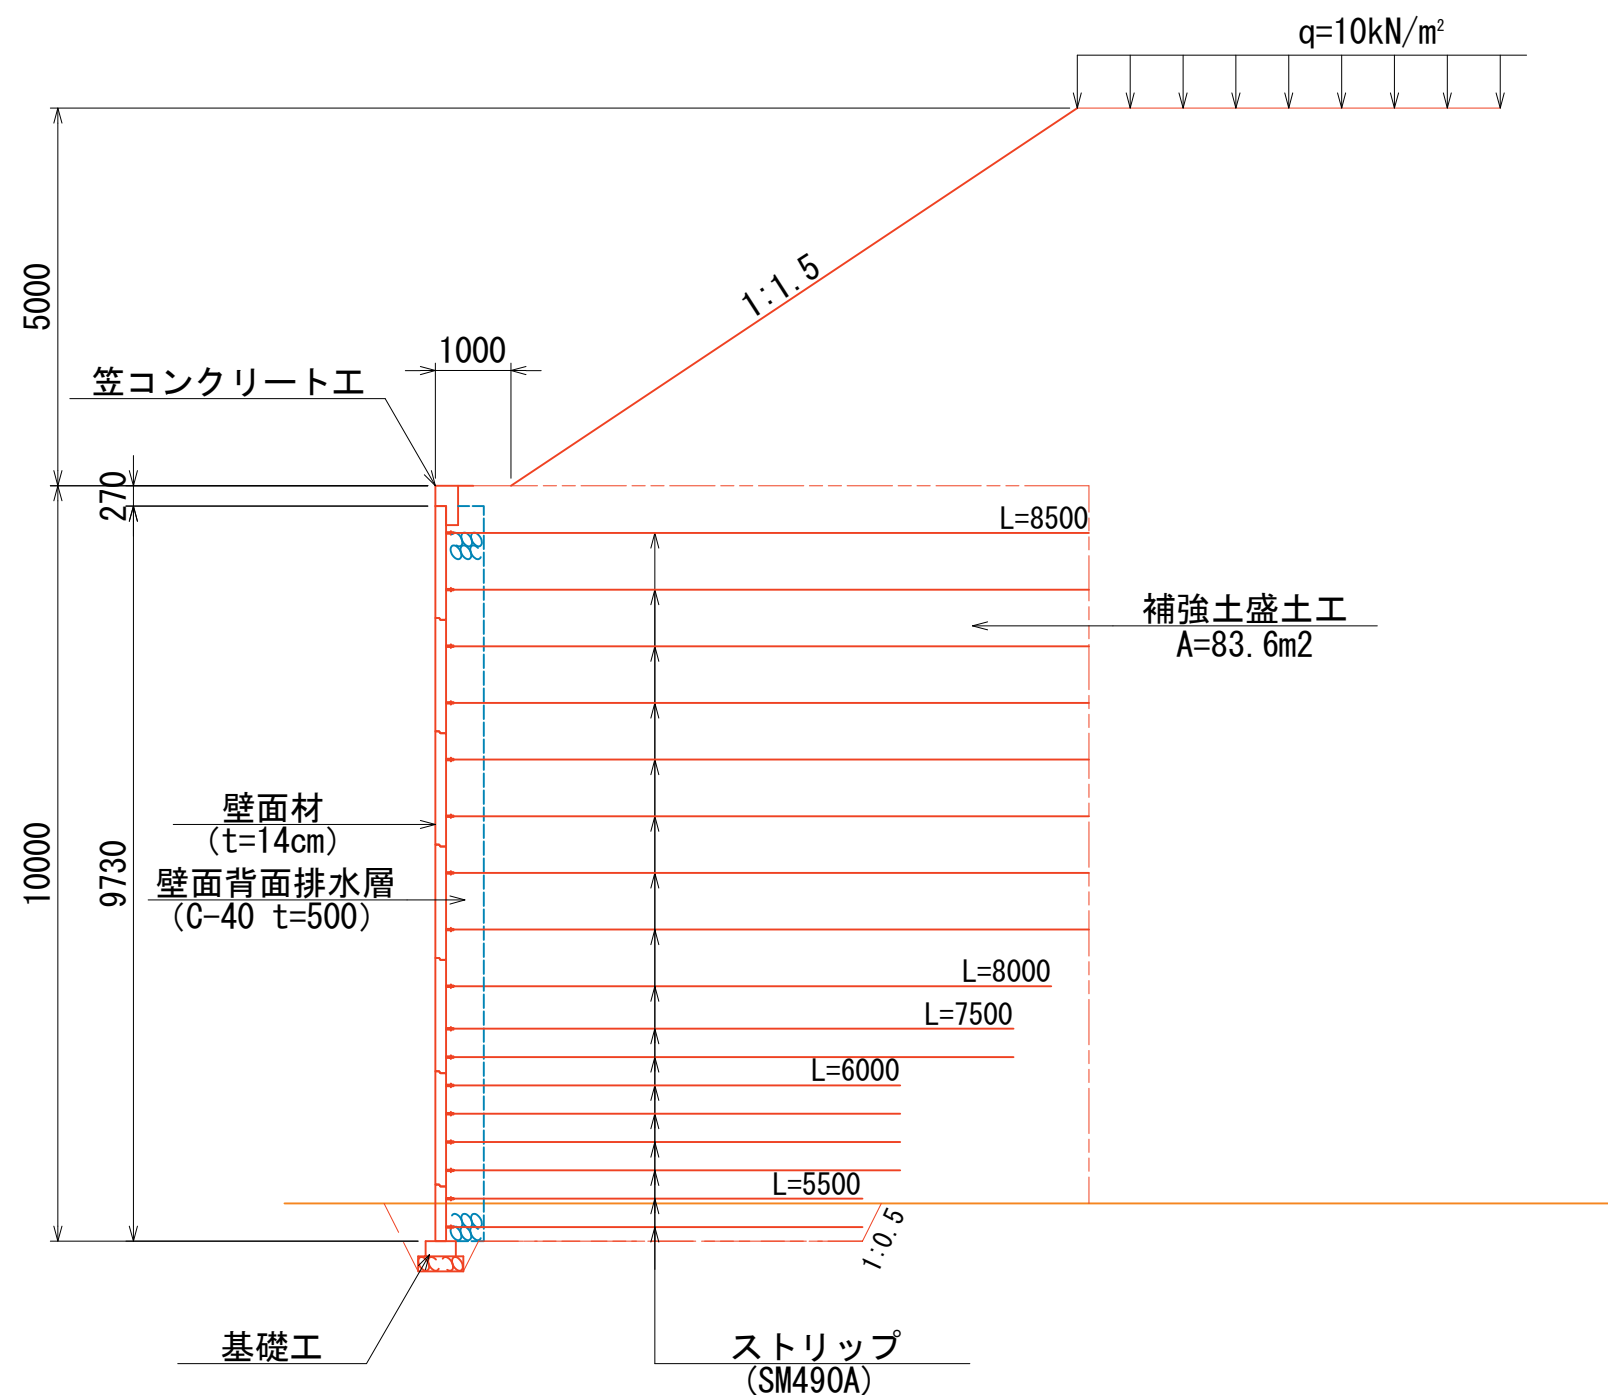 q=10kN/m²
5000
1:1.5
1000
笠コンクリート工
270
L=8500
補強土盛土工
A=83.6m2
壁面材
(t=14cm)
10000
9730
壁面背面排水層
(C-40 t=500)
L=8000
L=7500
L=6000
L=5500
1:0.5
基礎工
ストリップ
(SM490A)